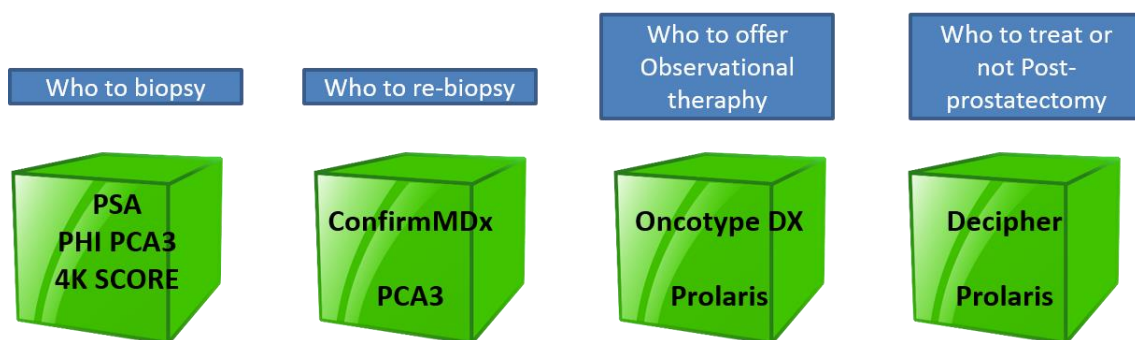 Who to biopsy
Who to re-biopsy
Who to offer
Observational
theraphy
Who to treat or
not Post-
prostatectomy
PSA
PHI PCA3
4K SCORE
ConfirmMDx
PCA3
Oncotype DX
Prolaris
Decipher
Prolaris